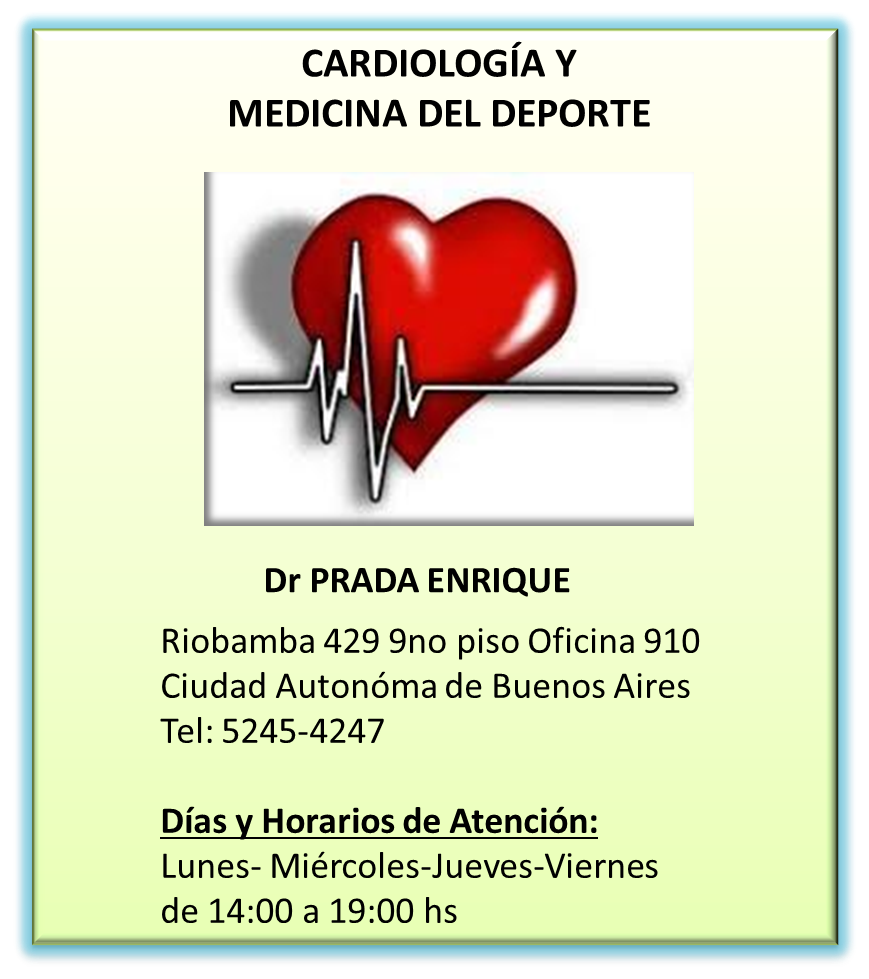 CARDIOLOGÍA Y
MEDICINA DEL DEPORTE
Dr PRADA ENRIQUE
Riobamba 429 9no piso Oficina 910
Ciudad Autonóma de Buenos Aires
Tel: 5245-4247
Días y Horarios de Atención:
Lunes- Miércoles-Jueves-Viernes
de 14:00 a 19:00 hs